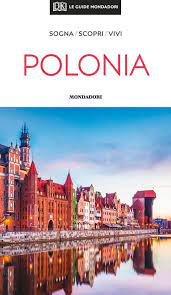 DK LE GUIDE MONDADORI
SOGNA / SCOPRI / VIVI
POLONIA
MONDADORI